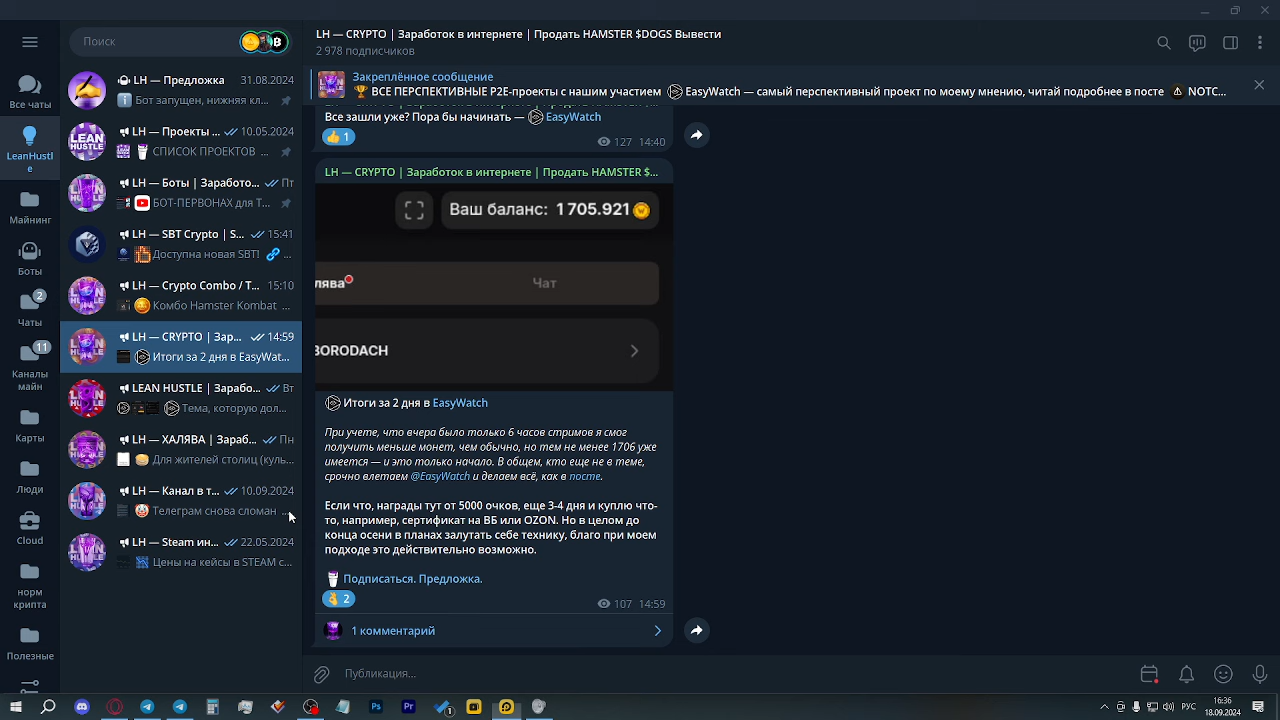 Поиск
Все чаты
LeanHustl
e
Майнинг
Боты
2
Чаты
11
Каналы
майн
Карты
Люди
Cloud
норм
крипта
Полезные
LH — Предложка 31.08.2024
Бот запущен, нижняя кл...
LH — Проекты ... 10.05.2024
СПИСОК ПРОЕКТОВ ...
LH — Боты | Заработо... Пт
БОТ-ПЕРВОНАХ для Т...
LH — SBT Crypto | S... 15:41
Доступна новая SBT! ...
LH — Crypto Combo / T... 15:10
Комбо Hamster Kombat ...
LH — CRYPTO | Зар... 14:59
Итоги за 2 дня в EasyWat...
LEAN HUSTLE | Зарабо... Вт
Тема, которую дол...
LH — ХАЛЯВА | Зараб... Пн
Для жителей столиц (куль...
LH — Канал в т... 10.09.2024
Телеграм снова сломан ...
LH — Steam ин... 22.05.2024
Цены на кейсы в STEAM с...
LH — CRYPTO | Заработок в интернете | Продать HAMSTER $DOGS Вывести
2 978 подписчиков
Закреплённое сообщение
ВСЕ ПЕРСПЕКТИВНЫЕ P2E-проекты с нашим участием EasyWatch — самый перспективный проект по моему мнению, читай подробнее в посте NOTC...
Все зашли уже? Пора бы начинать — EasyWatch
1
127 14:40
LH — CRYPTO | Заработок в интернете | Продать HAMSTER $...
Ваш баланс: 1 705.921
лява
Чат
BORODACH
Итоги за 2 дня в EasyWatch
При учете, что вчера было только 6 часов стримов я смог
получить меньше монет, чем обычно, но тем не менее 1706 уже
имеется — и это только начало. В общем, кто еще не в теме,
срочно влетаем @EasyWatch и делаем всё, как в посте.
Если что, награды тут от 5000 очков, еще 3-4 дня и куплю что-
то, например, сертификат на ВБ или OZON. Но в целом до
конца осени в планах залутать себе технику, благо при моем
подходе это действительно возможно.
Подписаться. Предложка.
2
107 14:59
1 комментарий
Публикация...
РУС
16:36
18.09.2024